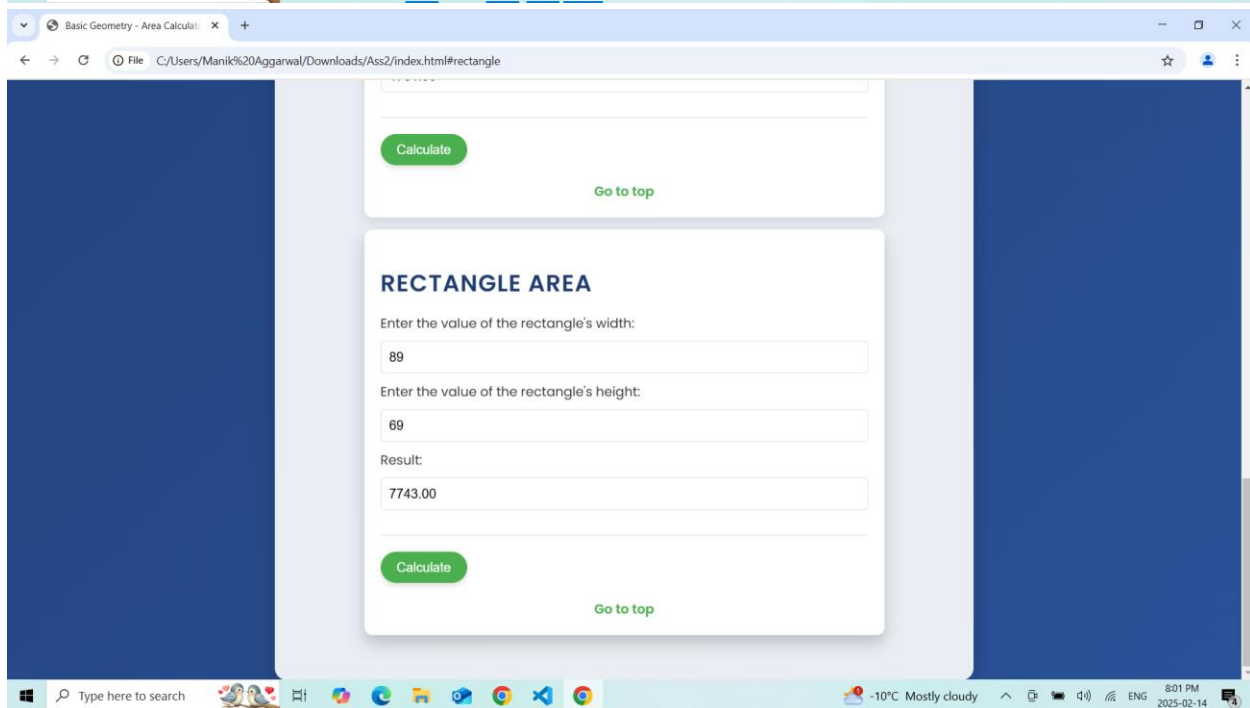 Basic Geometry - Area Calculat
File C:/Users/Manik%20Aggarwal/Downloads/Ass2/index.html#rectangle
Calculate
Go to top
RECTANGLE AREA
Enter the value of the rectangle's width:
89
Enter the value of the rectangle's height:
69
Result:
7743.00
Calculate
Go to top
Type here to search
-10°C Mostly cloudy
ENG
8:01 PM
2025-02-14
4